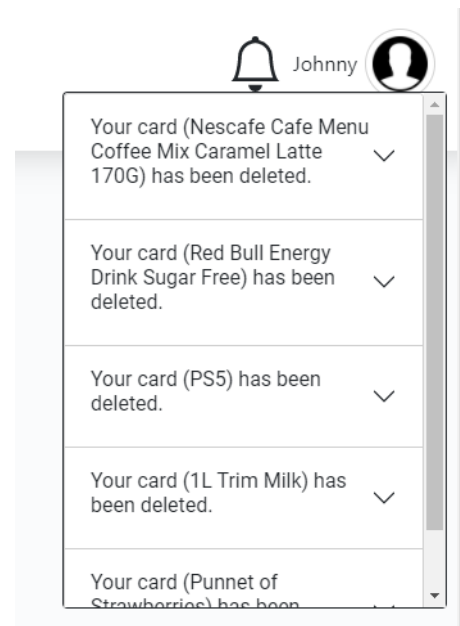 Johnny
Your card (Nescafe Cafe Menu
Coffee Mix Caramel Latte
170G) has been deleted.
Your card (Red Bull Energy
Drink Sugar Free) has been
deleted.
Your card (PS5) has been
deleted.
Your card (1L Trim Milk) has
been deleted.
Your card (Punnet of
Strawberries) has been